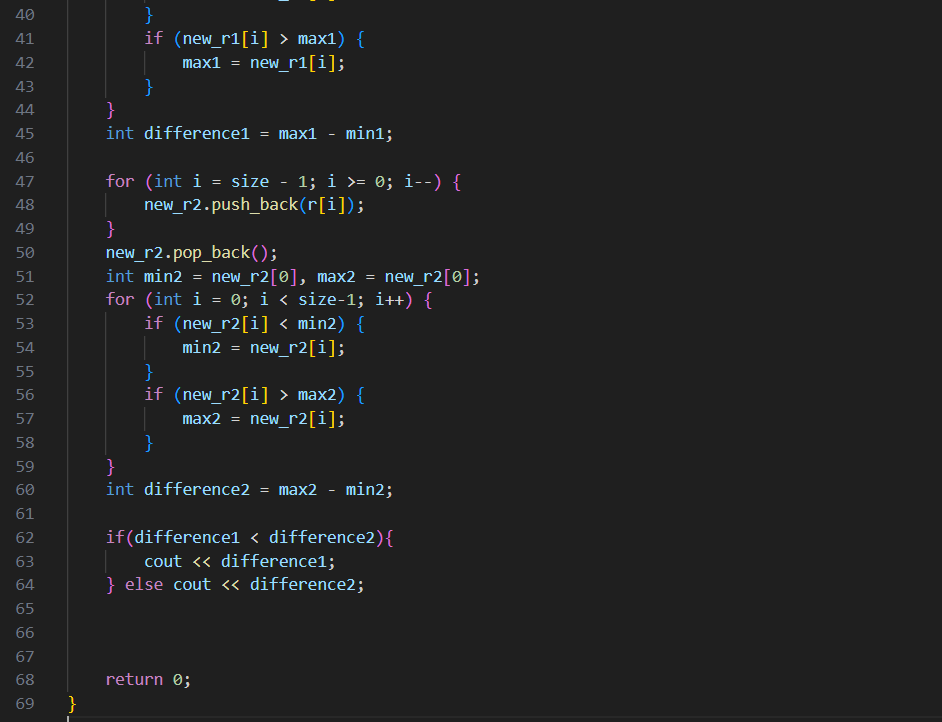 40 }
41 if (new_r1[i] > max1) {
42 max1 = new_r1[i];
43 }
44 }
45 int difference1 = max1 - min1;
46
47 for (int i = size - 1; i >= 0; i--) {
48 new_r2.push_back(r[i]);
49 }
50 new_r2.pop_back();
51 int min2 = new_r2[0], max2 = new_r2[0];
52 for (int i = 0; i < size-1; i++) {
53 if (new_r2[i] < min2) {
54 min2 = new_r2[i];
55 }
56 if (new_r2[i] > max2) {
57 max2 = new_r2[i];
58 }
59 }
60 int difference2 = max2 - min2;
61
62 if(difference1 < difference2){
63 cout << difference1;
64 } else cout << difference2;
65
66
67
68 return 0;
69 }